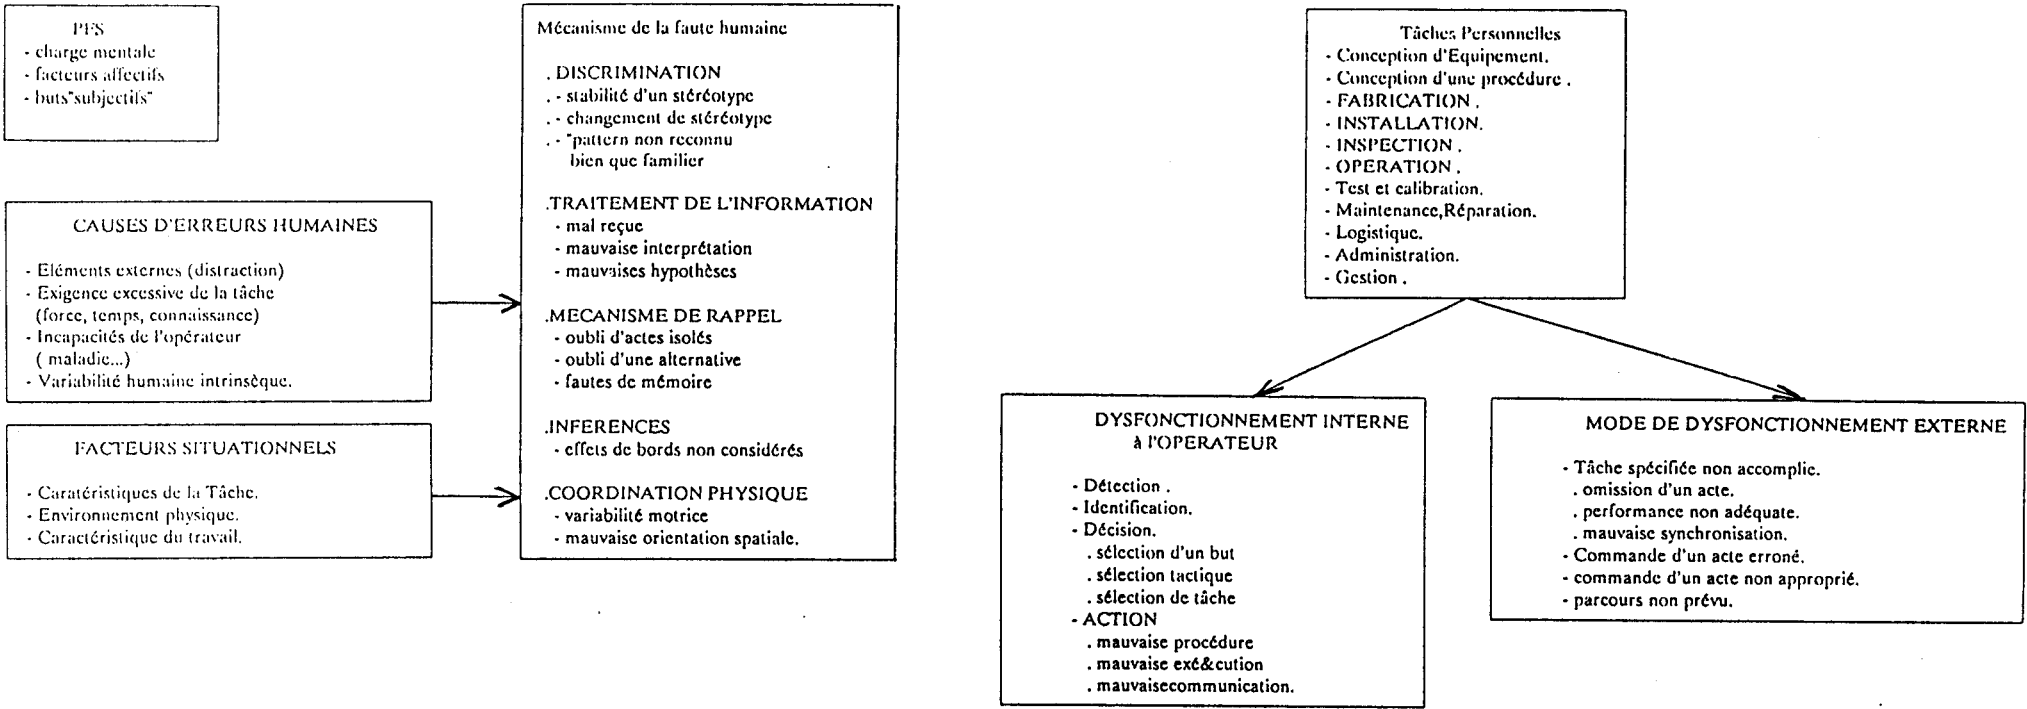 PFS
- charge mentale
- facteurs affectifs
- buts"subjectifs"
CAUSES D'ERREURS HUMAINES
- Eléments externes (distraction)
- Exigence excessive de la tâche
(force, temps, connaissance)
- Incapacités de l'opérateur
( maladie...)
- Variabilité humaine intrinsèque.
FACTEURS SITUATIONNELS
- Caratéristiques de la Tâche.
- Environnement physique.
- Caractéristique du travail.
Mécanisme de la faute humaine
. DISCRIMINATION
. - stabilité d'un stéréotype
. - changement de stéréotype
. - "pattern non reconnu
bien que familier
.TRAITEMENT DE L'INFORMATION
- mal reçue
- mauvaise interprétation
- mauvaises hypothèses
.MECANISME DE RAPPEL
- oubli d'actes isolés
- oubli d'une alternative
- fautes de mémoire
.INFERENCES
- effets de bords non considérés
.COORDINATION PHYSIQUE
- variabilité motrice
- mauvaise orientation spatiale.
Tâches Personnelles
- Conception d'Equipement.
- Conception d'une procédure .
- FABRICATION .
- INSTALLATION.
- INSPECTION .
- OPERATION .
- Test et calibration.
- Maintenance,Réparation.
- Logistique.
- Administration.
- Gestion .
DYSFONCTIONNEMENT INTERNE
à l'OPERATEUR
- Détection .
- Identification.
- Décision.
. sélection d'un but
. sélection tactique
. sélection de tâche
- ACTION
. mauvaise procédure
. mauvaise exé&cution
. mauvaisecommunication.
MODE DE DYSFONCTIONNEMENT EXTERNE
- Tâche spécifiée non accomplie.
. omission d'un acte.
. performance non adéquate.
. mauvaise synchronisation.
- Commande d'un acte erroné.
- commande d'un acte non approprié.
- parcours non prévu.